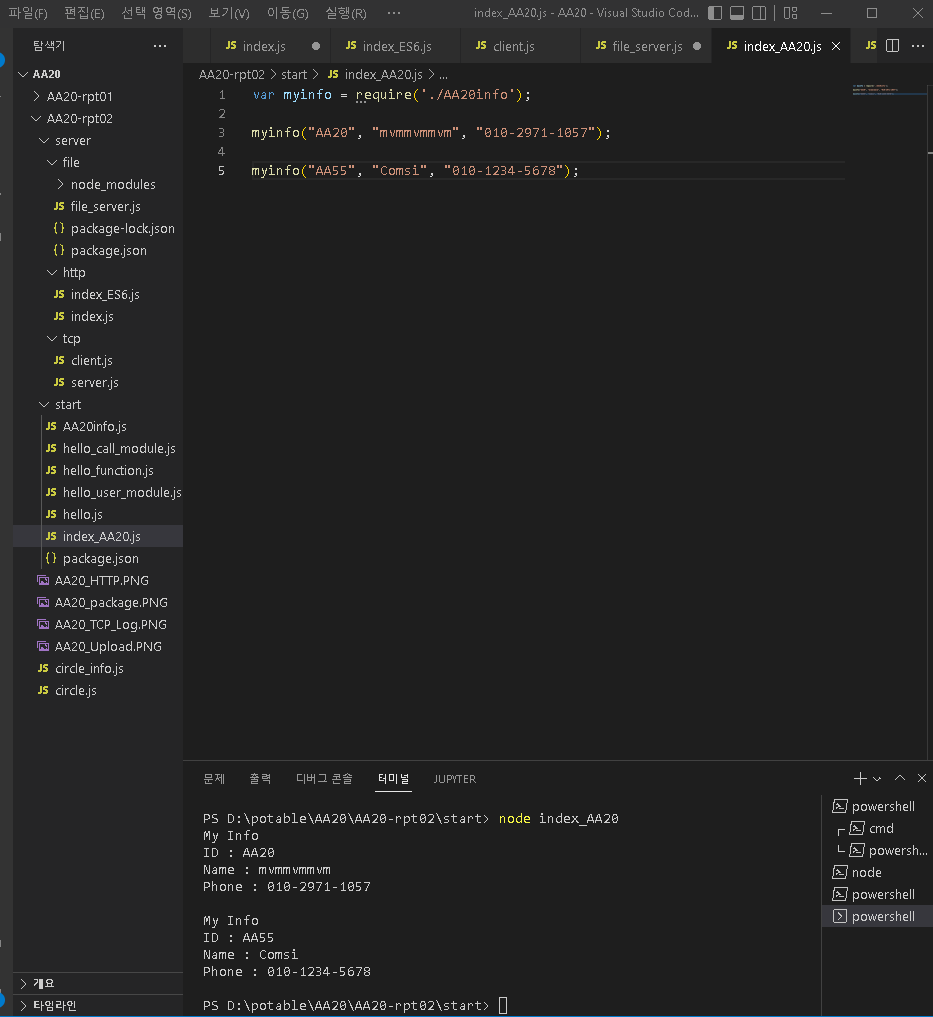 파일(F) 편집(E) 선택 영역(S) 보기(V) 이동(G) 실행(R) ··· index_AA20.js - AA20 - Visual Studio Cod...
탐색기 ···
JS index.js JS index_ES6.js JS client.js JS file_server.js JS index_AA20.js JS ···
AA20
AA20-rpt01
AA20-rpt02
server
file
node_modules
JS file_server.js
{} package-lock.json
{} package.json
http
JS index_ES6.js
JS index.js
tcp
JS client.js
JS server.js
start
JS AA20info.js
JS hello_call_module.js
JS hello_function.js
JS hello_user_module.js
JS hello.js
JS index_AA20.js
{} package.json
AA20_HTTP.PNG
AA20_package.PNG
AA20_TCP_Log.PNG
AA20_Upload.PNG
JS circle_info.js
JS circle.js
개요
타임라인
AA20-rpt02 > start > JS index_AA20.js > ...
1 var myinfo = require('./AA20info');
2
3 myinfo("AA20", "mvmmvmmvm", "010-2971-1057");
4
5 myinfo("AA55", "Comsi", "010-1234-5678");
문제 출력 디버그 콘솔 터미널 JUPYTER
PS D:\potable\AA20\AA20-rpt02\start> node index_AA20
My Info
ID : AA20
Name : mvmmvmmvm
Phone : 010-2971-1057
My Info
ID : AA55
Name : Comsi
Phone : 010-1234-5678
PS D:\potable\AA20\AA20-rpt02\start>
powershell
cmd
powersh...
node
powershell
powershell